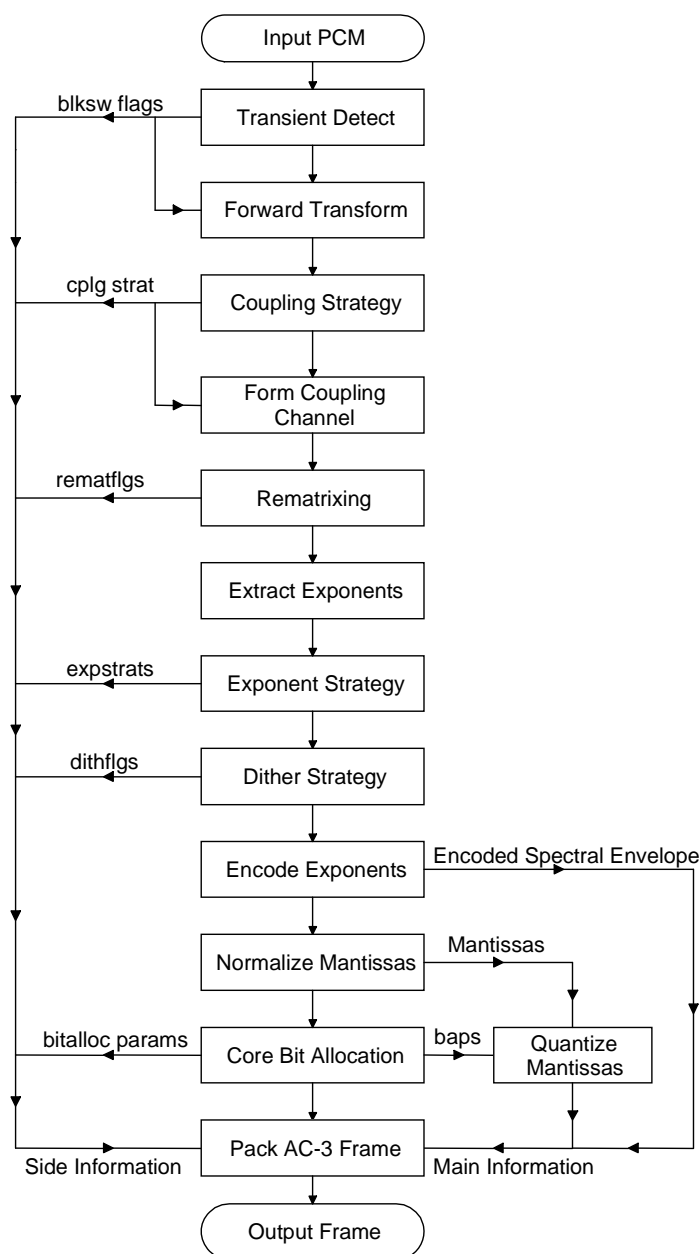 Input PCM
blksw flags
Transient Detect
Forward Transform
cplg strat
Coupling Strategy
Form Coupling
Channel
rematflgs
Rematrixing
Extract Exponents
expstrats
Exponent Strategy
dithflgs
Dither Strategy
Encode Exponents
Encoded Spectral Envelope
Normalize Mantissas
Mantissas
bitalloc params
Core Bit Allocation
baps
Quantize
Mantissas
Pack AC-3 Frame
Side Information
Main Information
Output Frame